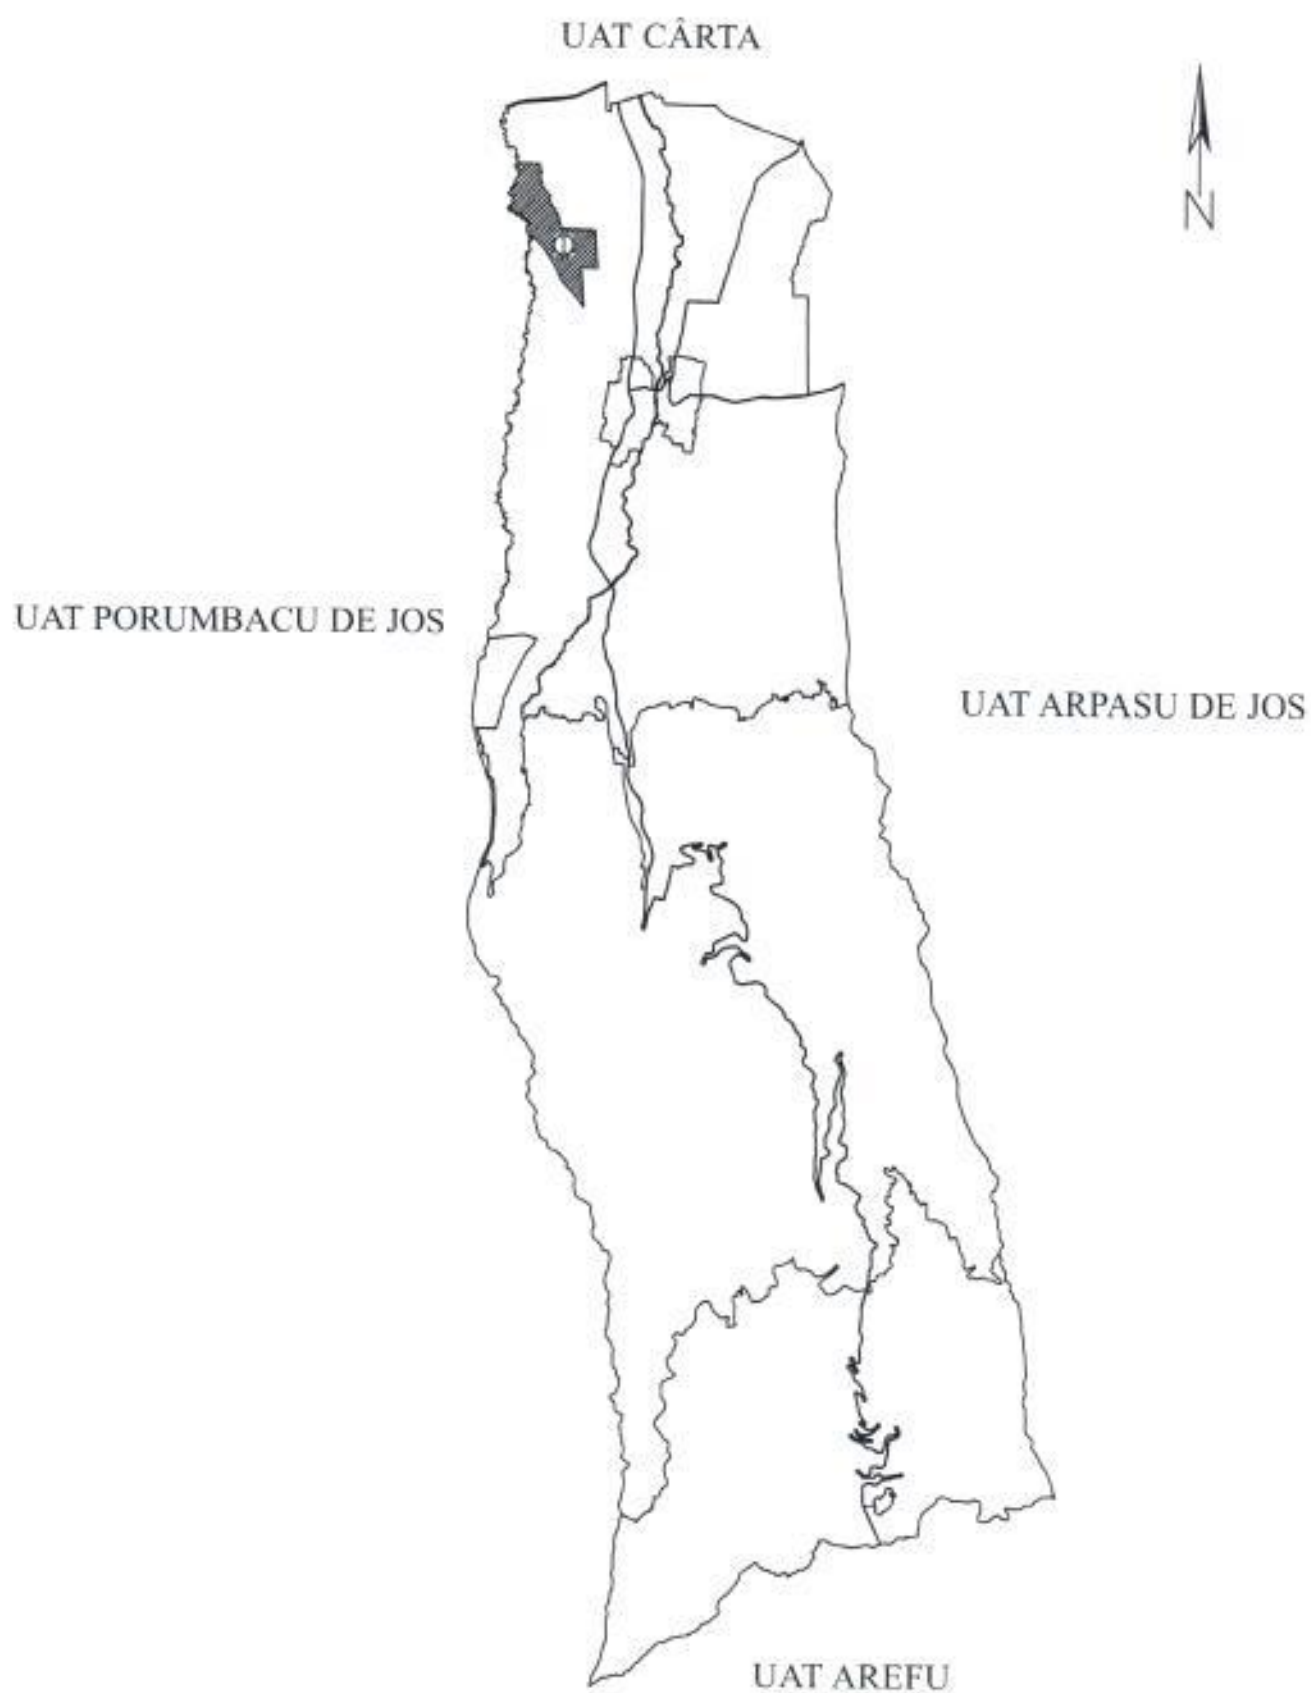 UAT CÂRTA
N
UAT PORUMBACU DE JOS
UAT ARPASU DE JOS
UAT AREFU